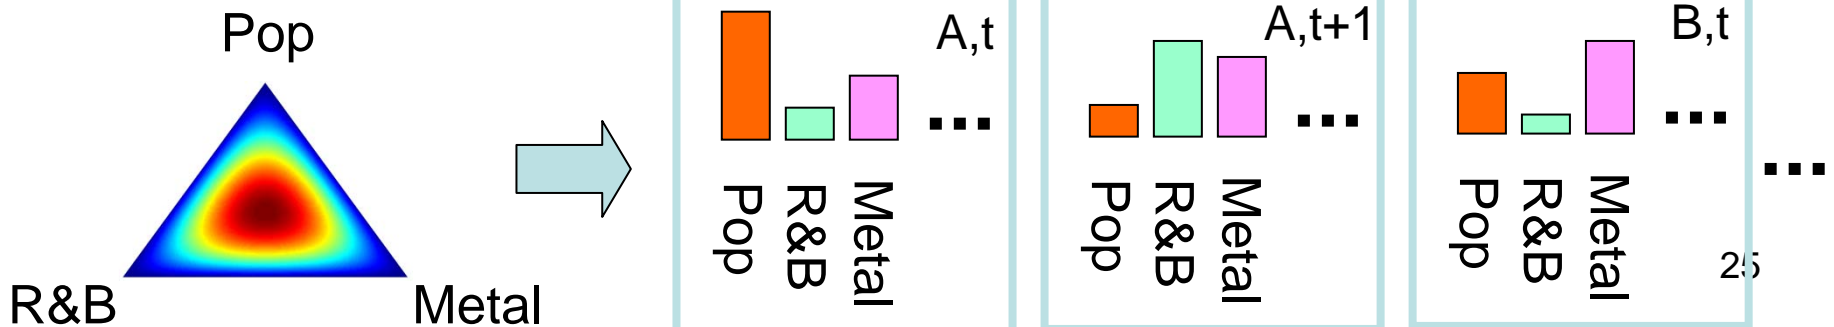 Pop
R&B
Metal
A,t
...
Pop
R&B
Metal
A,t+1
...
Pop
R&B
Metal
B,t
...
Pop
R&B
Metal
...
25